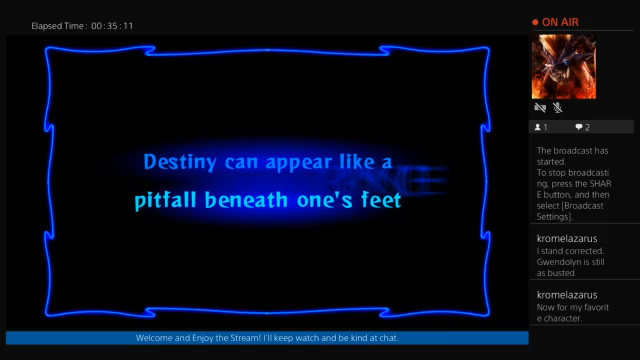 Elapsed Time: 00:35:11
ON AIR
Destiny can appear like a
pitfall beneath one's feet
1
2
The broadcast has
started.
To stop broadcasti
ng, press the SHAR
E button, and then
select [Broadcast
Settings].
kromelazarus
I stand corrected.
Gwendolyn is still
as busted
kromelazarus
Now for my favorit
e character.
Welcome and Enjoy the Stream! I'll keep watch and be kind at chat.